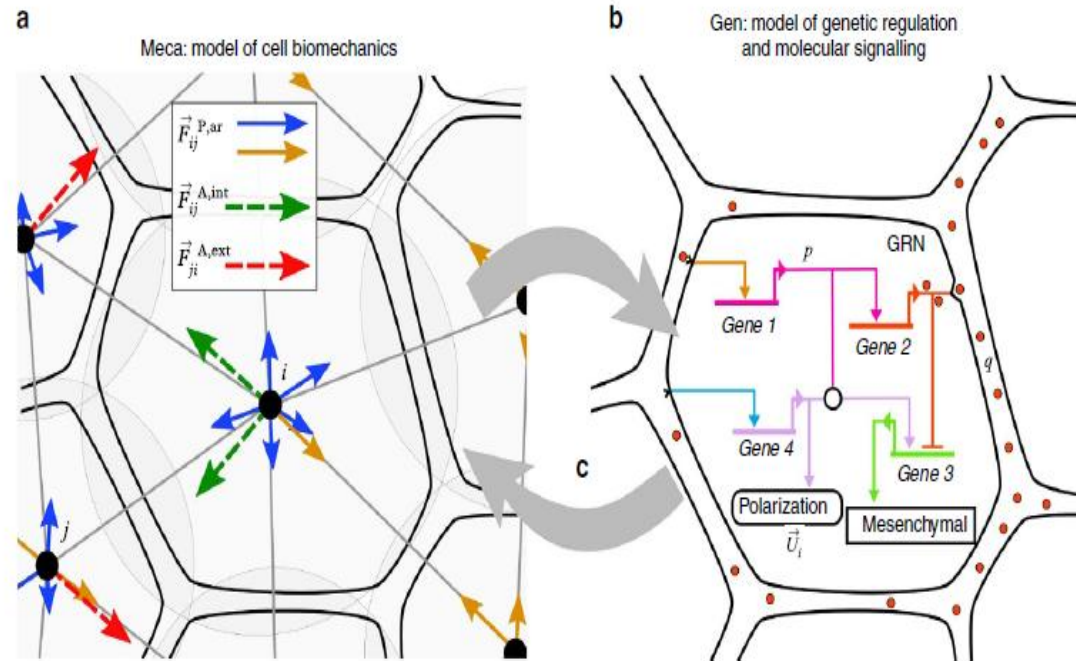 a
Meca: model of cell biomechanics
F⃗ij P,ar
F⃗ij A,int
F⃗ji A,ext
i
j
b
Gen: model of genetic regulation
and molecular signalling
GRN
p
Gene 1
Gene 2
q
Gene 4
Gene 3
Polarization
U⃗i
Mesenchymal
c